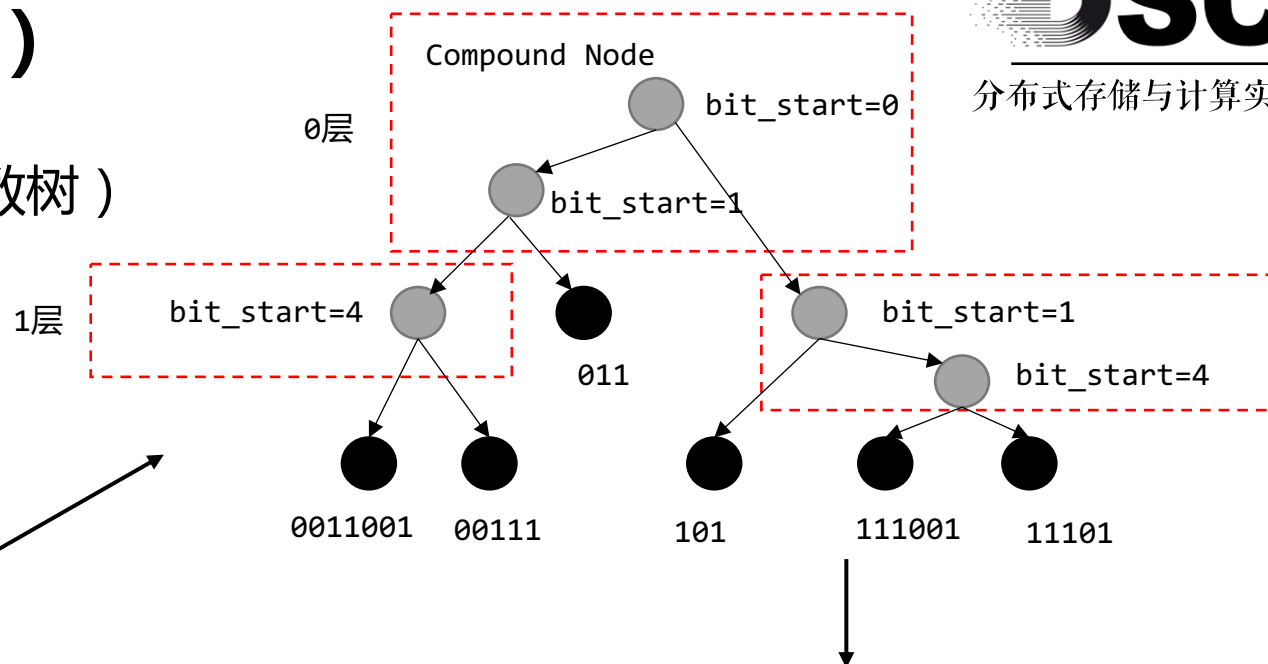 )
Compound Node
bit_start=0
0层
树)
bit_start=1
1层
bit_start=4
bit_start=1
011
bit_start=4
0011001
00111
101
111001
11101
分布式存储与计算实